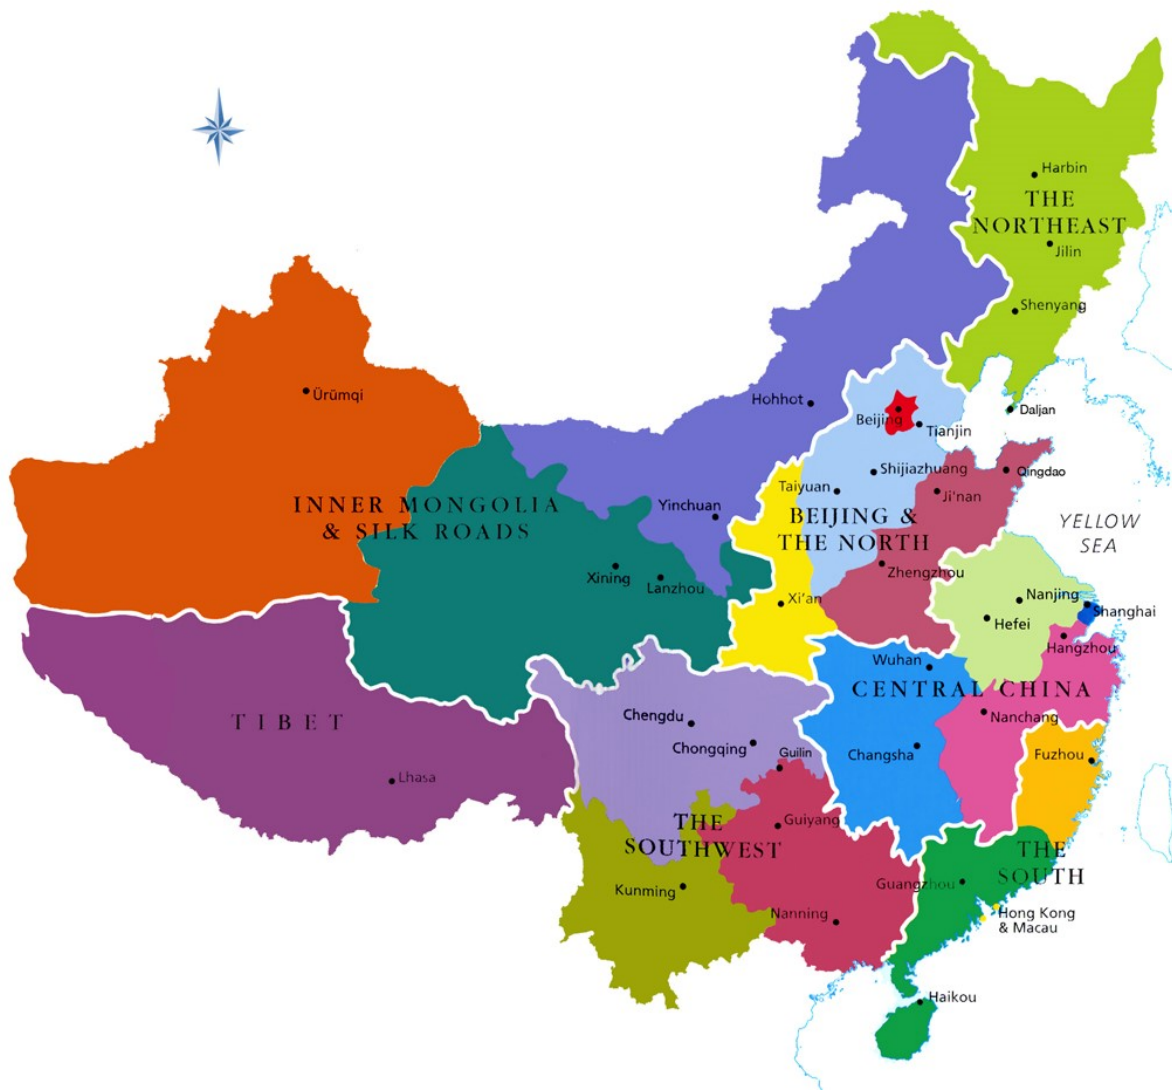 Harbin
THE
NORTHEAST
Jilin
Shenyang
Ürümqi
Hohhot
Beijing
Daljan
Tianjin
Shijiazhuang
Qingdao
Taiyuan
Ji'nan
INNER MONGOLIA
& SILK ROADS
Yinchuan
BEIJING &
THE NORTH
YELLOW
SEA
Xining
Lanzhou
Zhengzhou
Xi'an
Nanjing
Shanghai
Hefei
Hangzhou
Wuhan
CENTRAL CHINA
TIBET
Chengdu
Nanchang
Chongqing
Guilin
Changsha
Fuzhou
Lhasa
THE
SOUTHWEST
Guiyang
THE
SOUTH
Kunming
Guangzhou
Nanning
Hong Kong
& Macau
Haikou